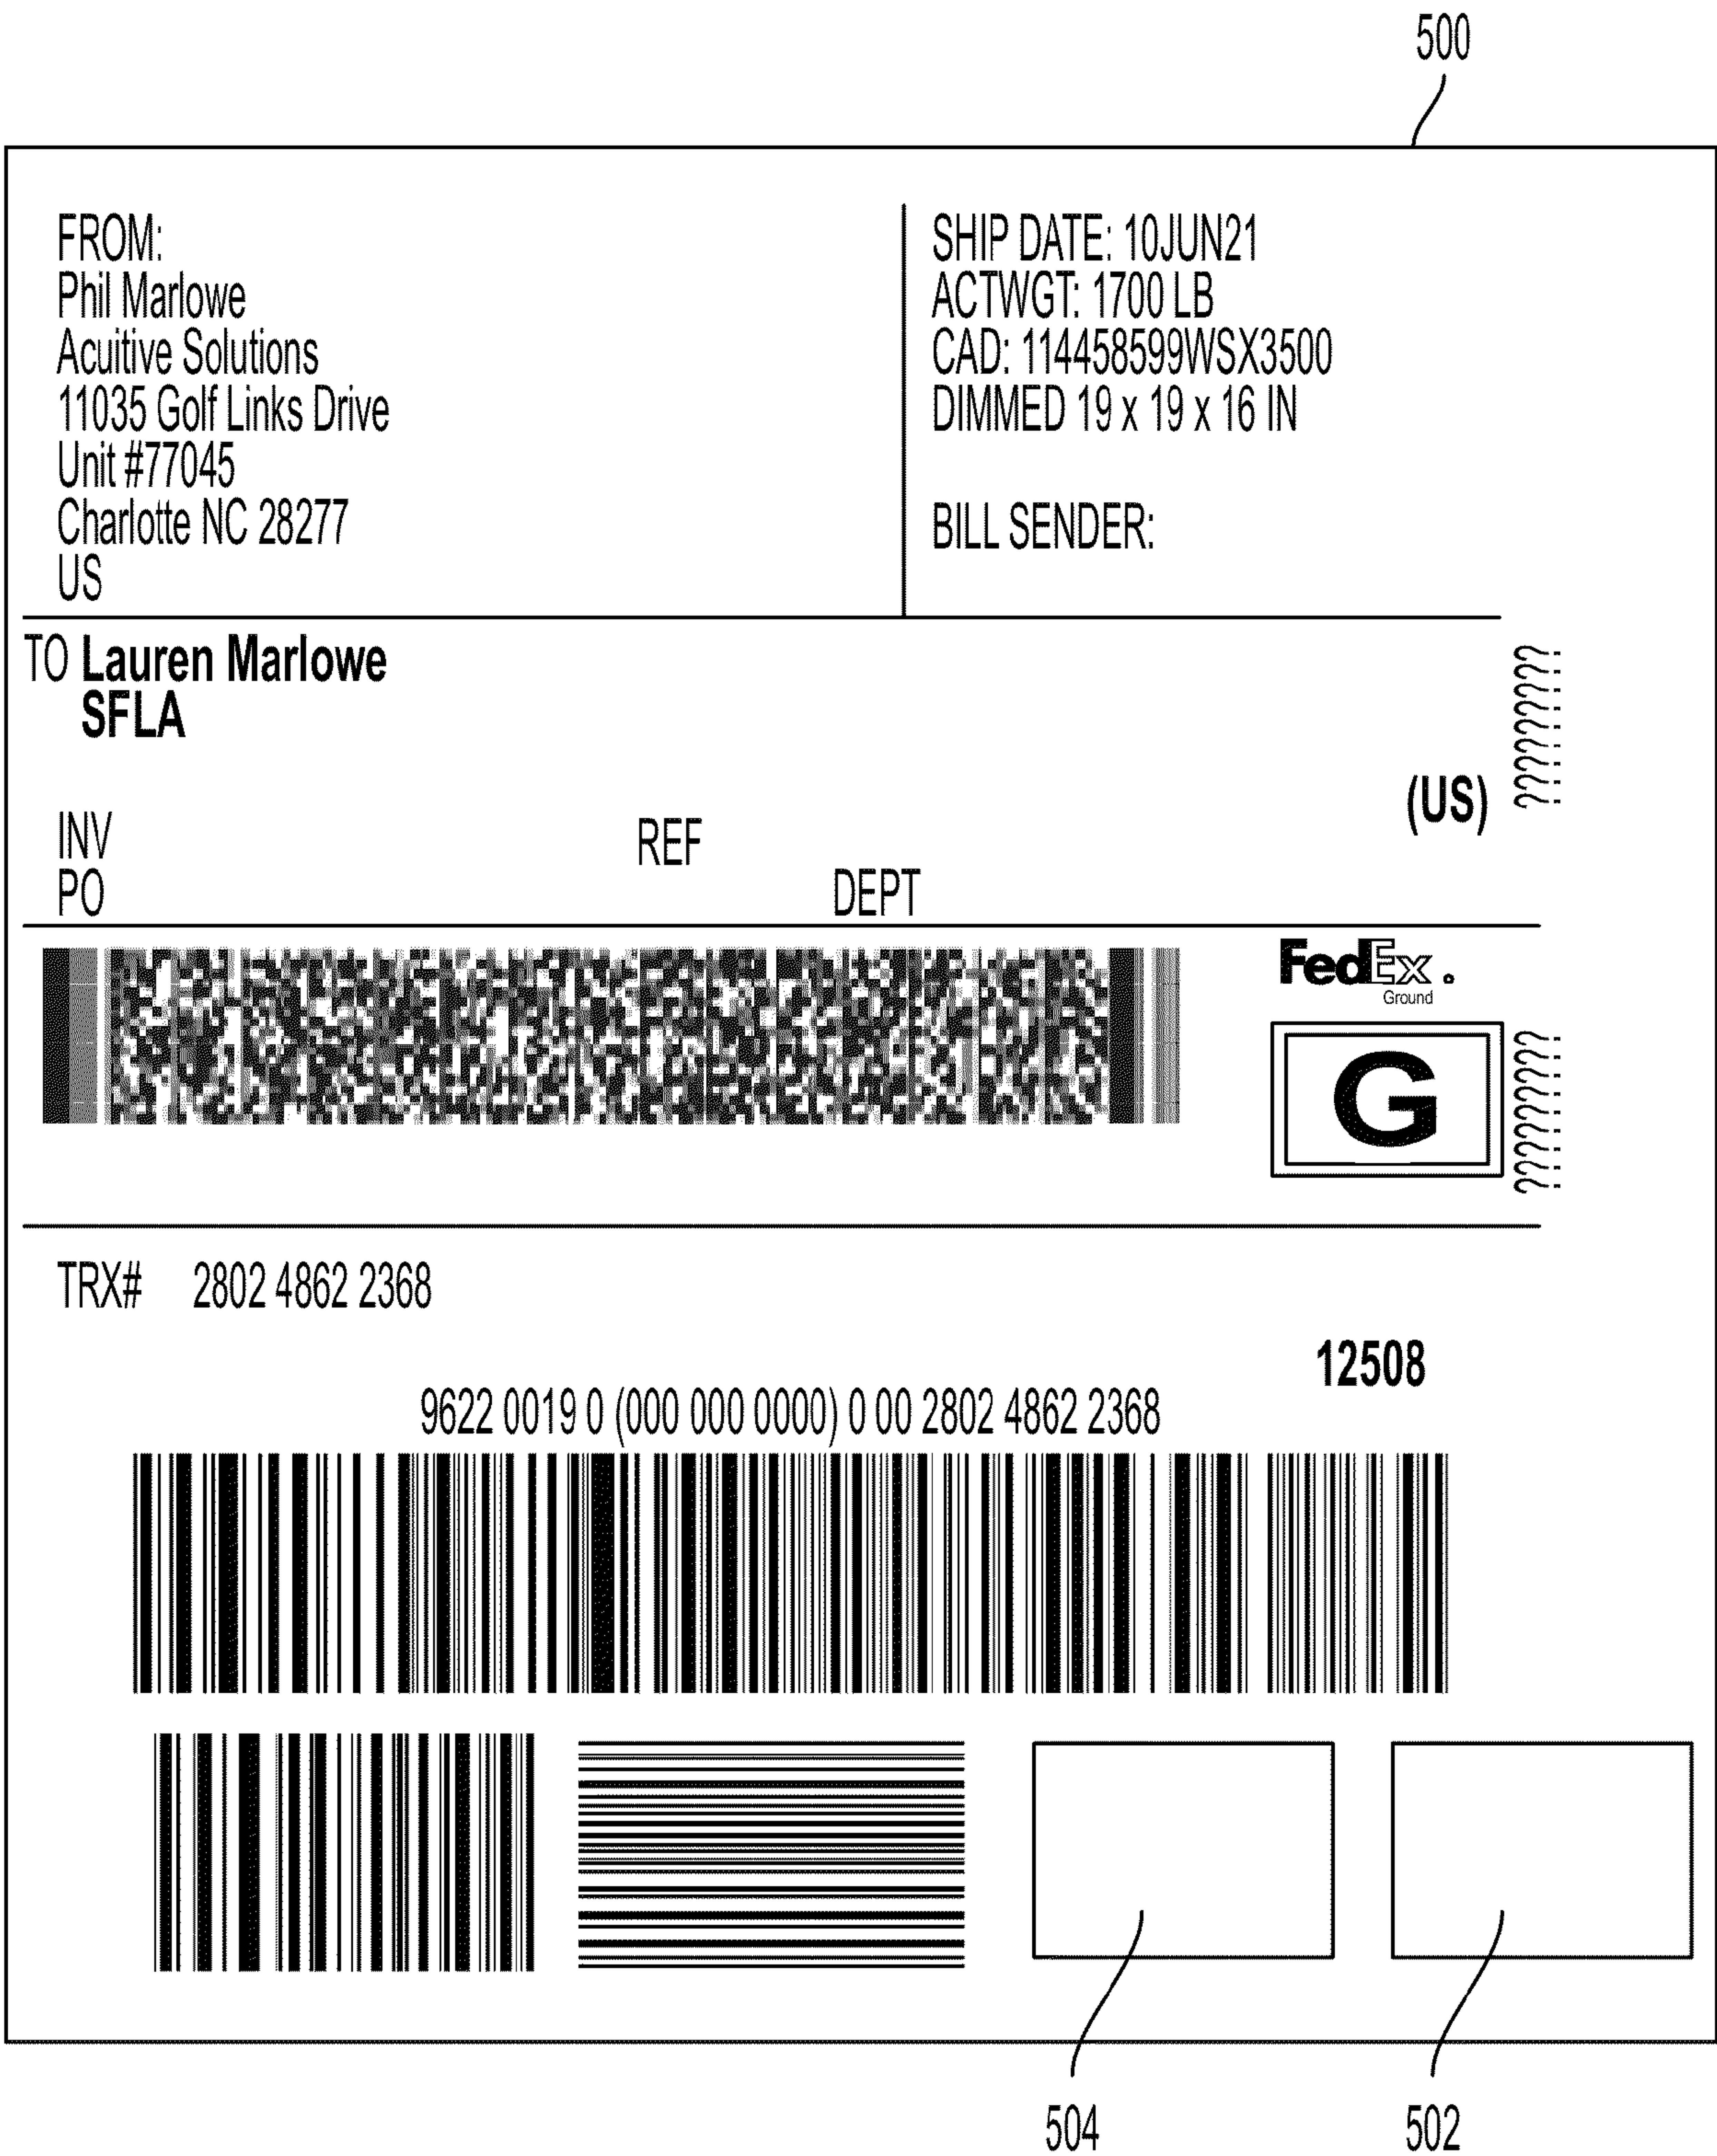 500
FROM:
Phil Marlowe
Acuitive Solutions
11035 Golf Links Drive
Unit #77045
Charlotte NC 28277
US
SHIP DATE: 10JUN21
ACTWGT: 1700 LB
CAD: 114458599WSX3500
DIMMED 19 x 19 x 16 IN
BILL SENDER:
TO Lauren Marlowe
SFLA
(US)
?????????
INV
REF
PO
DEPT
FedEx.
Ground
G
?????????
TRX# 2802 4862 2368
12508
9622 0019 0 (000 000 0000) 0 00 2802 4862 2368
504
502